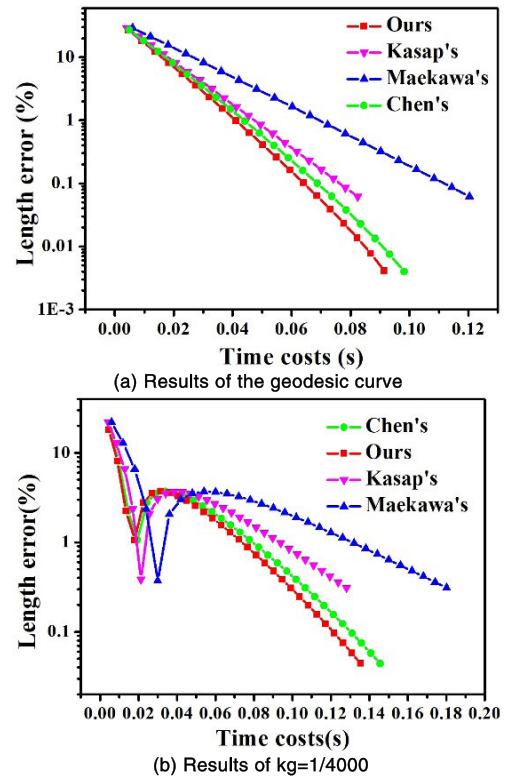 Ours
Kasap's
Maekawa's
Chen's
Length error (%)
10
1
0.1
0.01
1E-3
0.00 0.02 0.04 0.06 0.08 0.10 0.12
Time costs (s)
(a) Results of the geodesic curve
Chen's
Ours
Kasap's
Maekawa's
Length error(%)
10
1
0.1
0.00 0.02 0.04 0.06 0.08 0.10 0.12 0.14 0.16 0.18 0.20
Time costs(s)
(b) Results of kg=1/4000